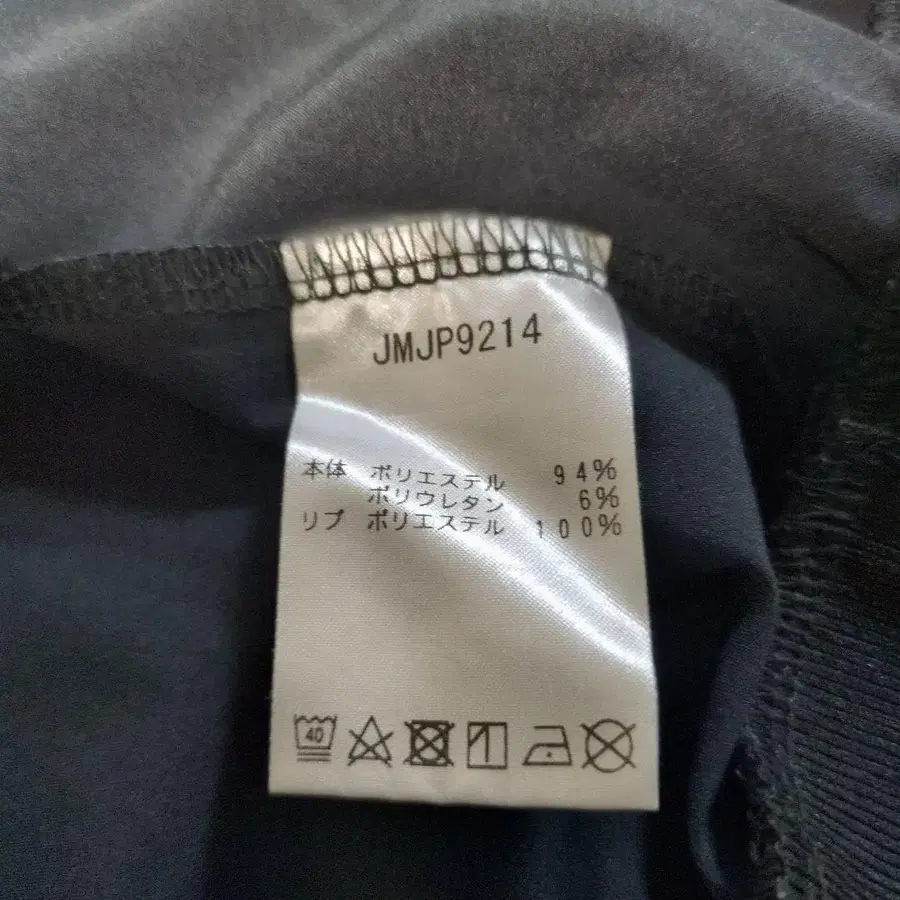 JMJP9214
本体 ポリエステル 94%
ポリウレタン 6%
リブ ポリエステル 100%
40